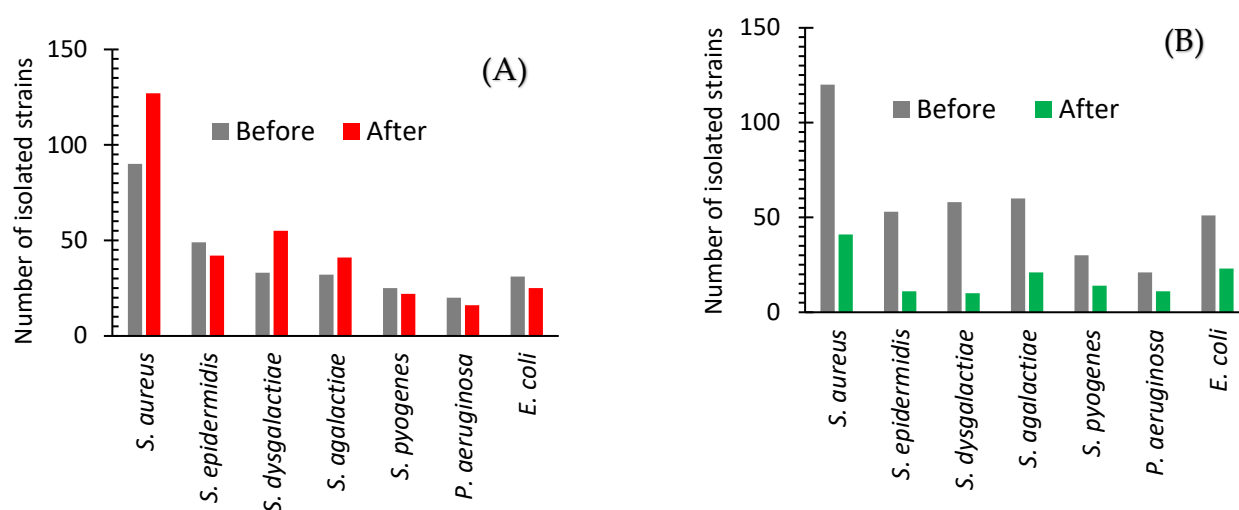 (A)
Number of isolated strains
150
100
50
0
Before After
S. aureus
S. epidermidis
S. dysgalactiae
S. agalactiae
S. pyogenes
P. aeruginosa
E. coli
(B)
Number of isolated strains
150
100
50
0
Before After
S. aureus
S. epidermidis
S. dysgalactiae
S. agalactiae
S. pyogenes
P. aeruginosa
E. coli